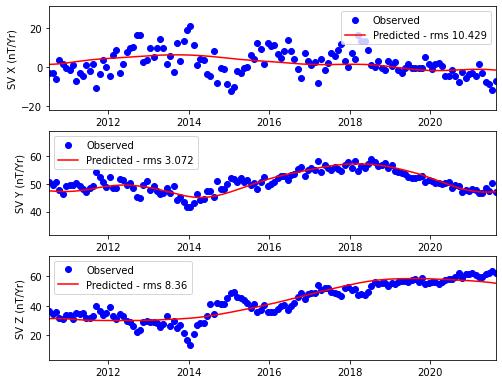 SV X (nT/Yr)
20
0
−20
Observed
Predicted - rms 10.429
2012 2014 2016 2018 2020
SV Y (nT/Yr)
60
50
40
Observed
Predicted - rms 3.072
2012 2014 2016 2018 2020
SV Z (nT/Yr)
60
40
20
Observed
Predicted - rms 8.36
2012 2014 2016 2018 2020